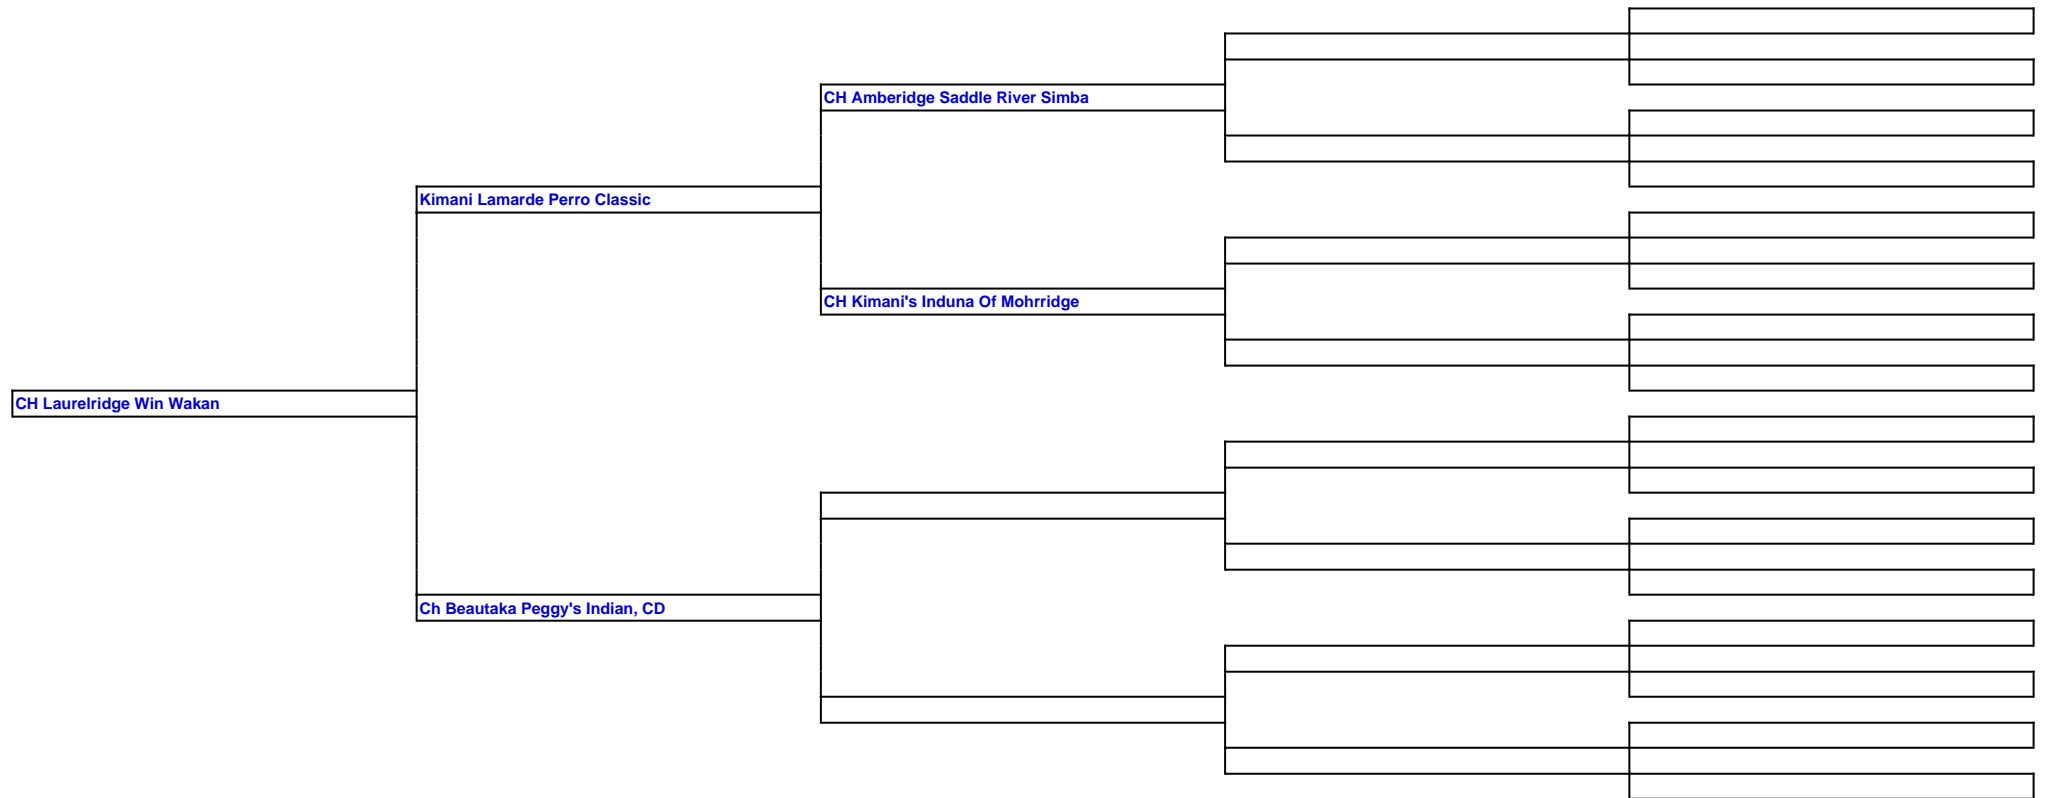 CH Amberidge Saddle River Simba
Kimani Lamarde Perro Classic
CH Kimani's Induna Of Mohrridge
CH Laurelridge Win Wakan
Ch Beautaka Peggy's Indian, CD